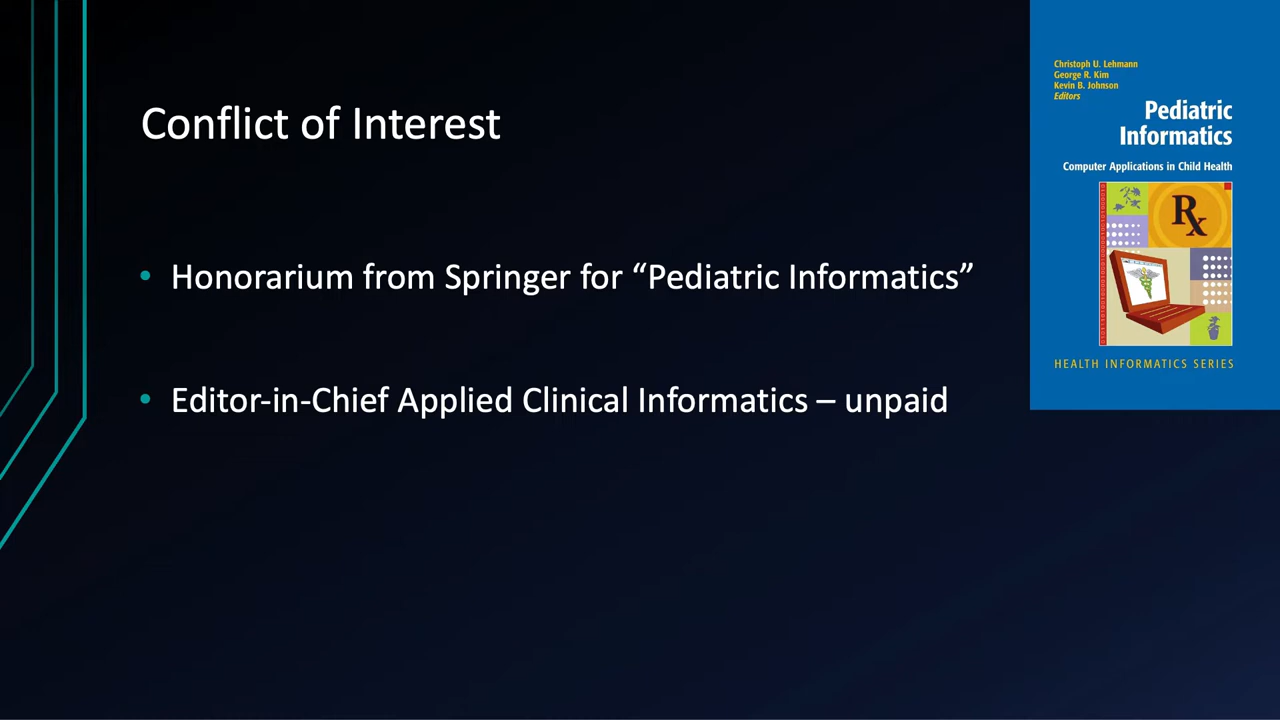 Conflict of Interest
• Honorarium from Springer for “Pediatric Informatics”
• Editor-in-Chief Applied Clinical Informatics – unpaid
Christoph U. Lehmann
George R. Kim
Kevin B. Johnson
Editors
Pediatric
Informatics
Computer Applications in Child Health
Rx
HEALTH INFORMATICS SERIES